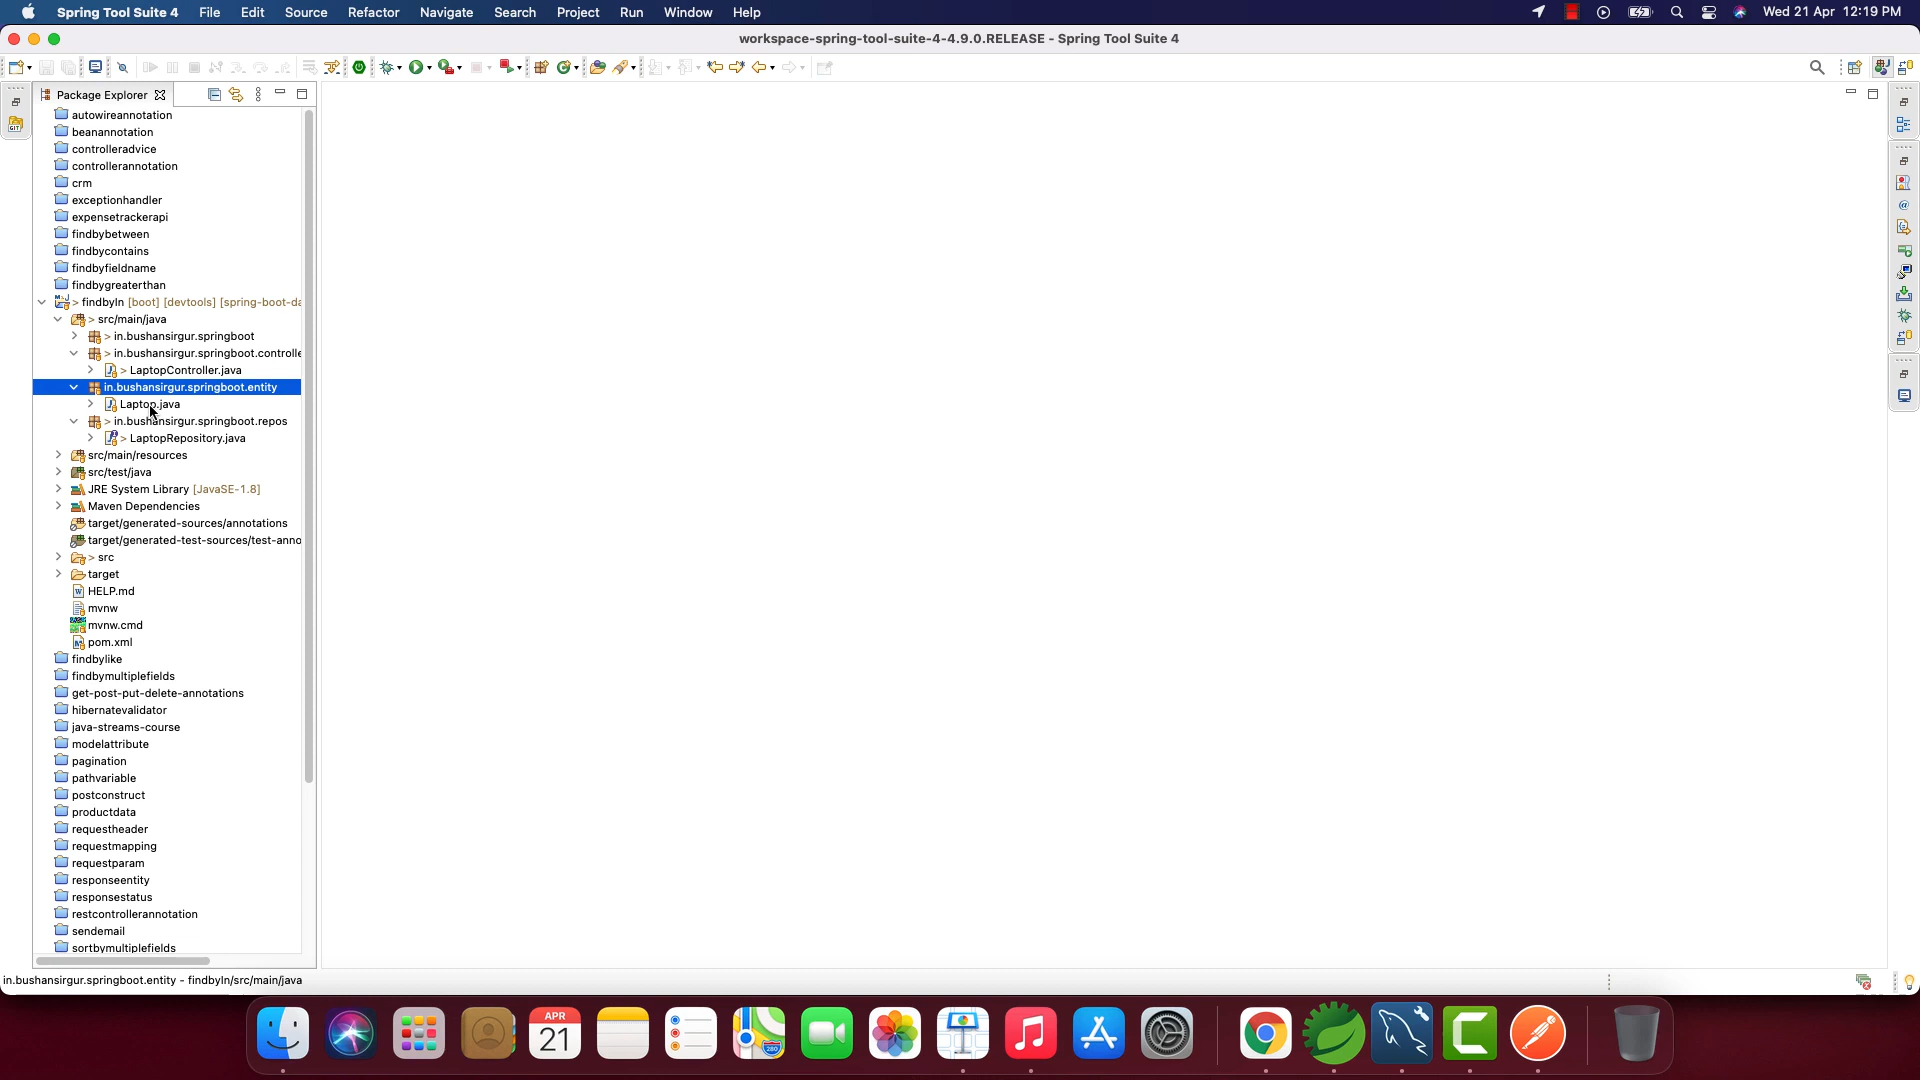 Spring Tool Suite 4 File Edit Source Refactor Navigate Search Project Run Window Help Wed 21 Apr 12:19 PM
workspace-spring-tool-suite-4-4.9.0.RELEASE - Spring Tool Suite 4
Package Explorer
autowireannotation
beanannotation
controlleradvice
controllerannotation
crm
exceptionhandler
expensetrackerapi
findbybetween
findbycontains
findbyfieldname
findbygreaterthan
> findbyIn [boot] [devtools] [spring-boot-da
> src/main/java
> in.bushansirgur.springboot
> in.bushansirgur.springboot.controlle
> LaptopController.java
in.bushansirgur.springboot.entity
Laptop.java
> in.bushansirgur.springboot.repos
> LaptopRepository.java
src/main/resources
src/test/java
JRE System Library [JavaSE-1.8]
Maven Dependencies
target/generated-sources/annotations
target/generated-test-sources/test-anno
> src
target
HELP.md
mvnw
mvnw.cmd
pom.xml
findbylike
findbymultiplefields
get-post-put-delete-annotations
hibernatevalidator
java-streams-course
modelattribute
pagination
pathvariable
postconstruct
productdata
requestheader
requestmapping
requestparam
responseentity
responsestatus
restcontrollerannotation
sendemail
sortbymultiplefields
in.bushansirgur.springboot.entity - findbyIn/src/main/java
APR
21
280